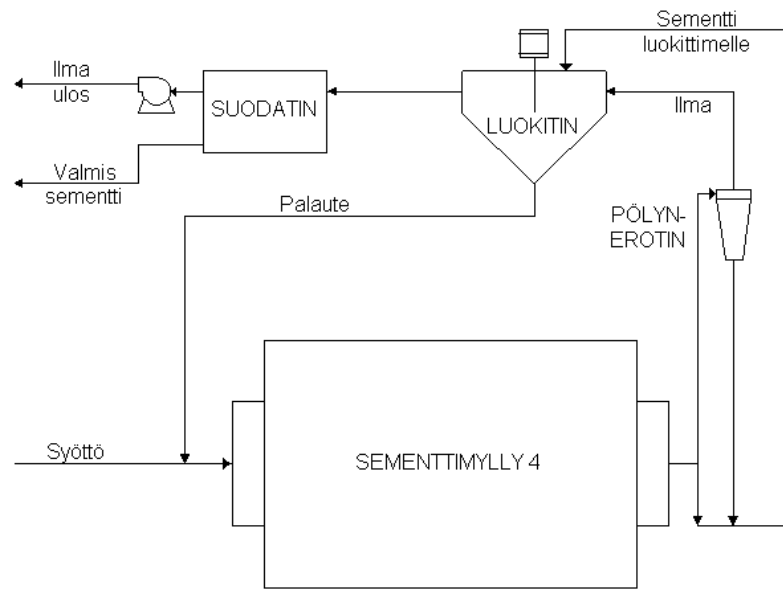 Sementti
luokittimelle
Ilma
ulos
SUODATIN
LUOKITIN
Ilma
Valmis
sementti
Palaute
PÖLYN-
EROTIN
Syöttö
SEMENTTIMYLLY 4